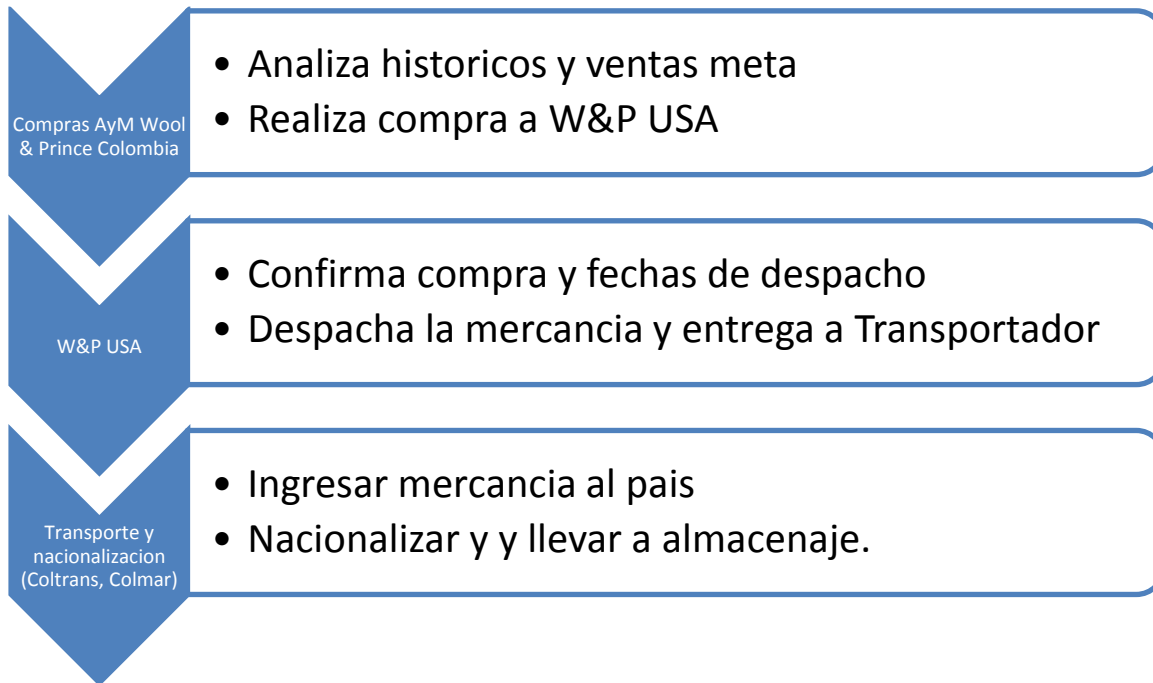 Compras AyM Wool
& Prince Colombia
• Analiza historicos y ventas meta
• Realiza compra a W&P USA
W&P USA
• Confirma compra y fechas de despacho
• Despacha la mercancia y entrega a Transportador
Transporte y
nacionalizacion
(Coltrans, Colmar)
• Ingresar mercancia al pais
• Nacionalizar y y llevar a almacenaje.